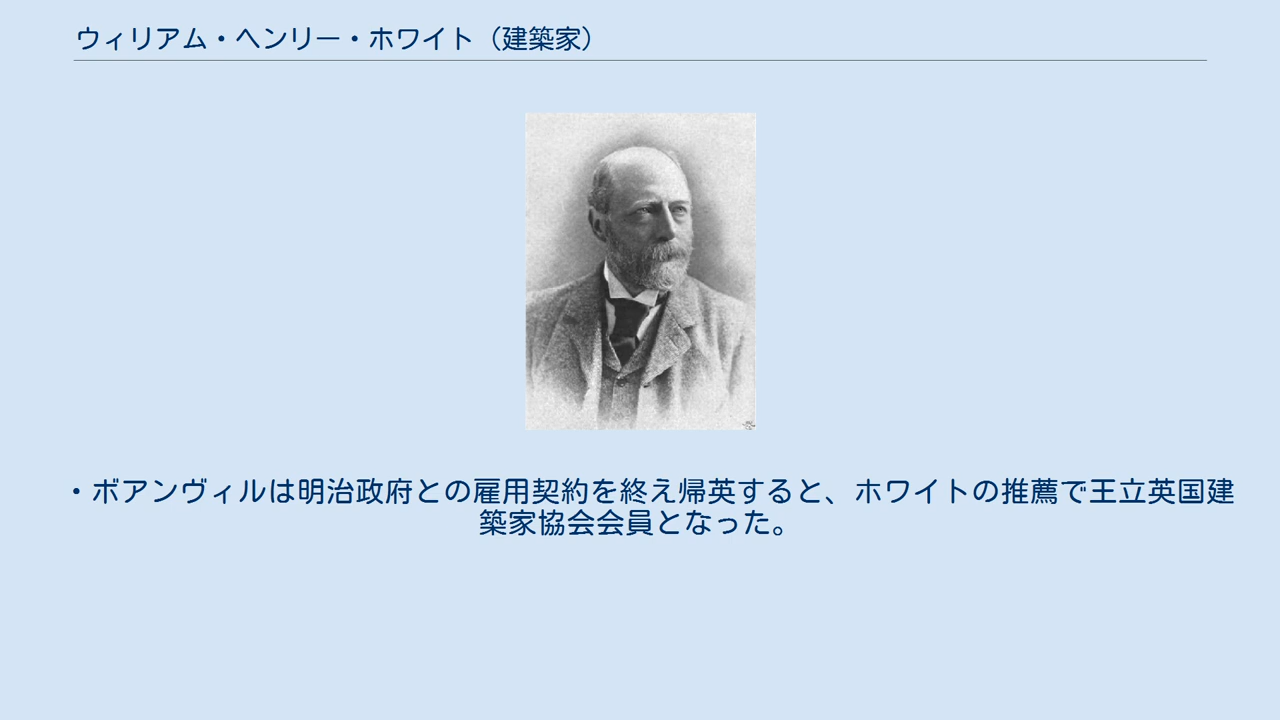 ウィリアム・ヘンリー・ホワイト（建築家）
・ボアンヴィルは明治政府との雇用契約を終え帰英すると、ホワイトの推薦で王立英国建
築家協会会員となった。